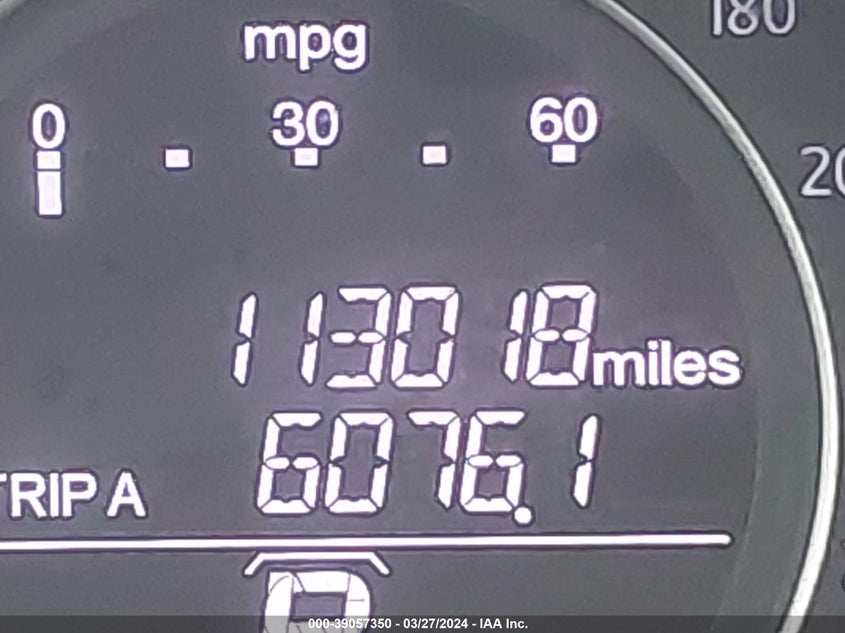 180
mpg
0 30 60
20
113018 miles
TRIP A 6076.1
000-39057350 - 03/27/2024 - IAA Inc.